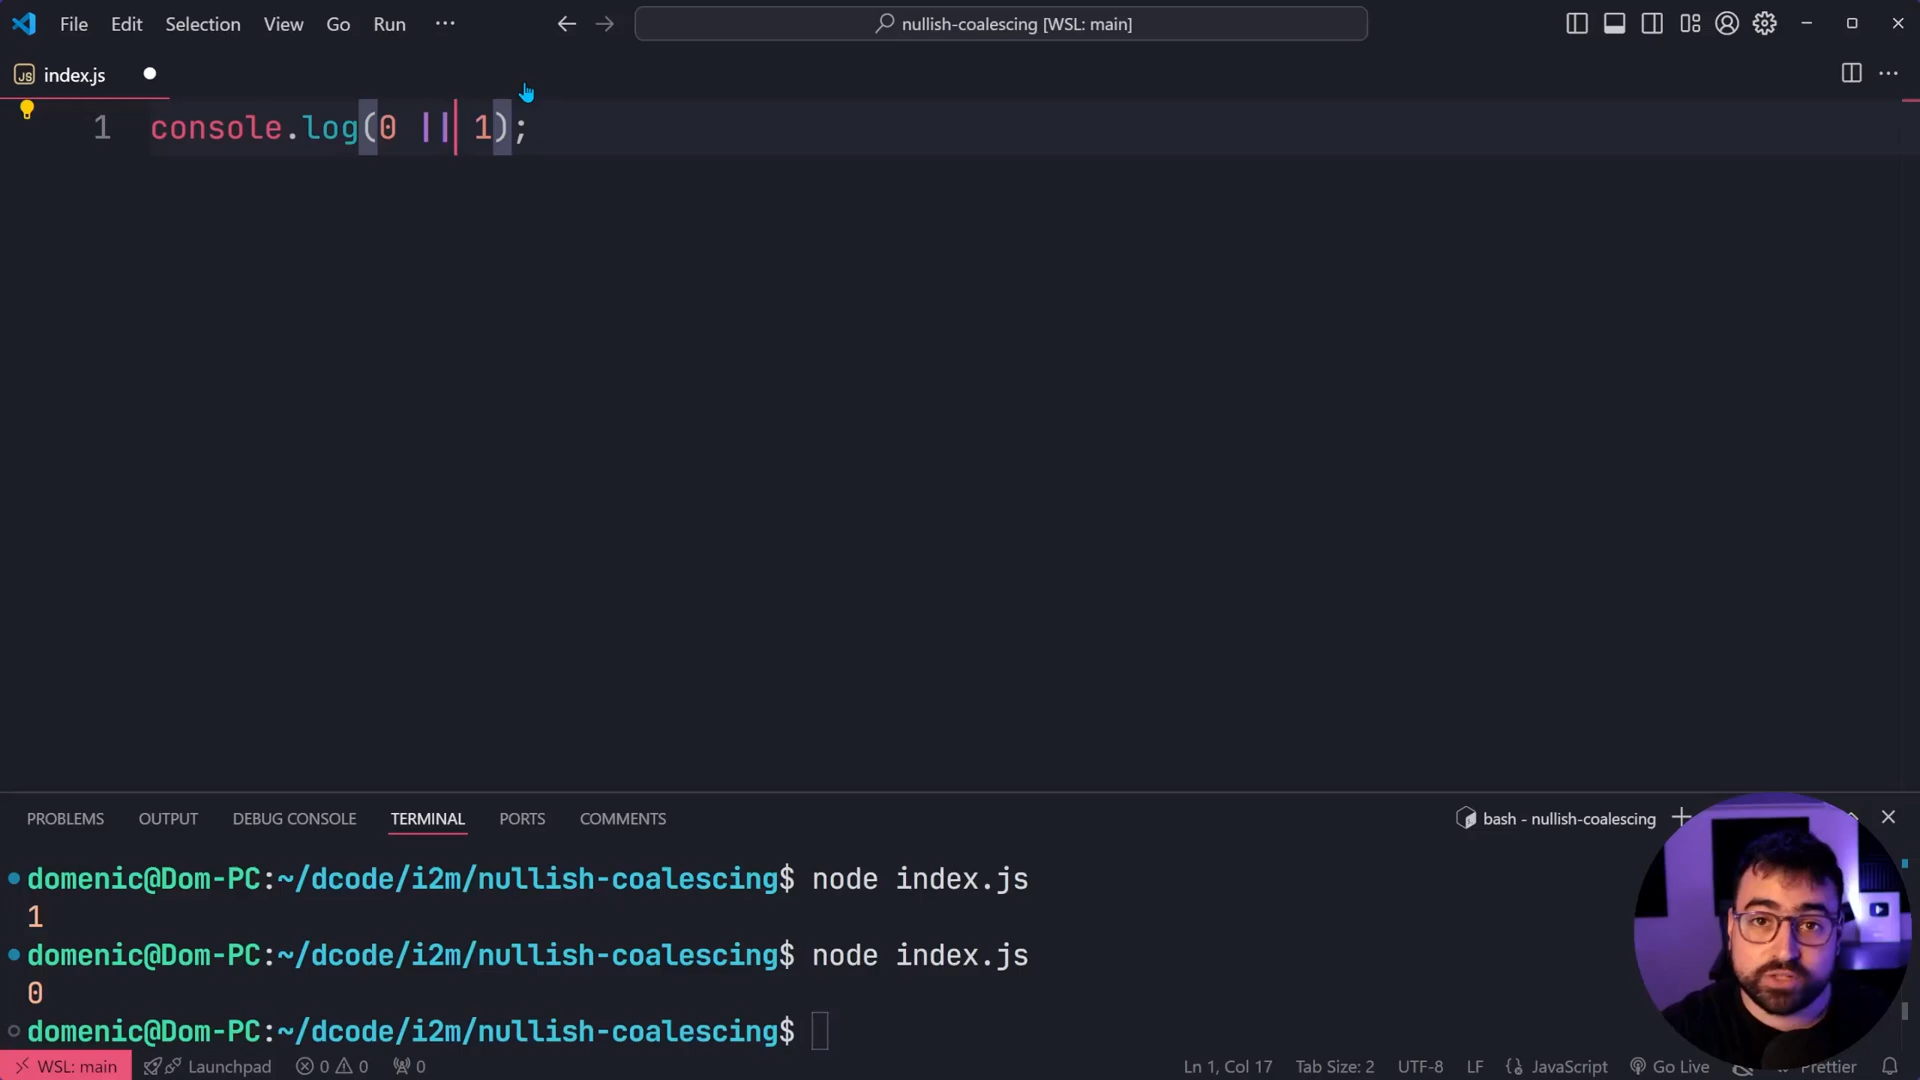 File Edit Selection View Go Run ···
nullish-coalescing [WSL: main]
JS index.js
1 console.log(0 || 1);
PROBLEMS OUTPUT DEBUG CONSOLE TERMINAL PORTS COMMENTS
bash - nullish-coalescing
domenic@Dom-PC:~/dcode/i2m/nullish-coalescing$ node index.js
1
domenic@Dom-PC:~/dcode/i2m/nullish-coalescing$ node index.js
0
domenic@Dom-PC:~/dcode/i2m/nullish-coalescing$
WSL: main Launchpad 0 0 0 Ln 1, Col 17 Tab Size: 2 UTF-8 LF {} JavaScript Go Live Prettier